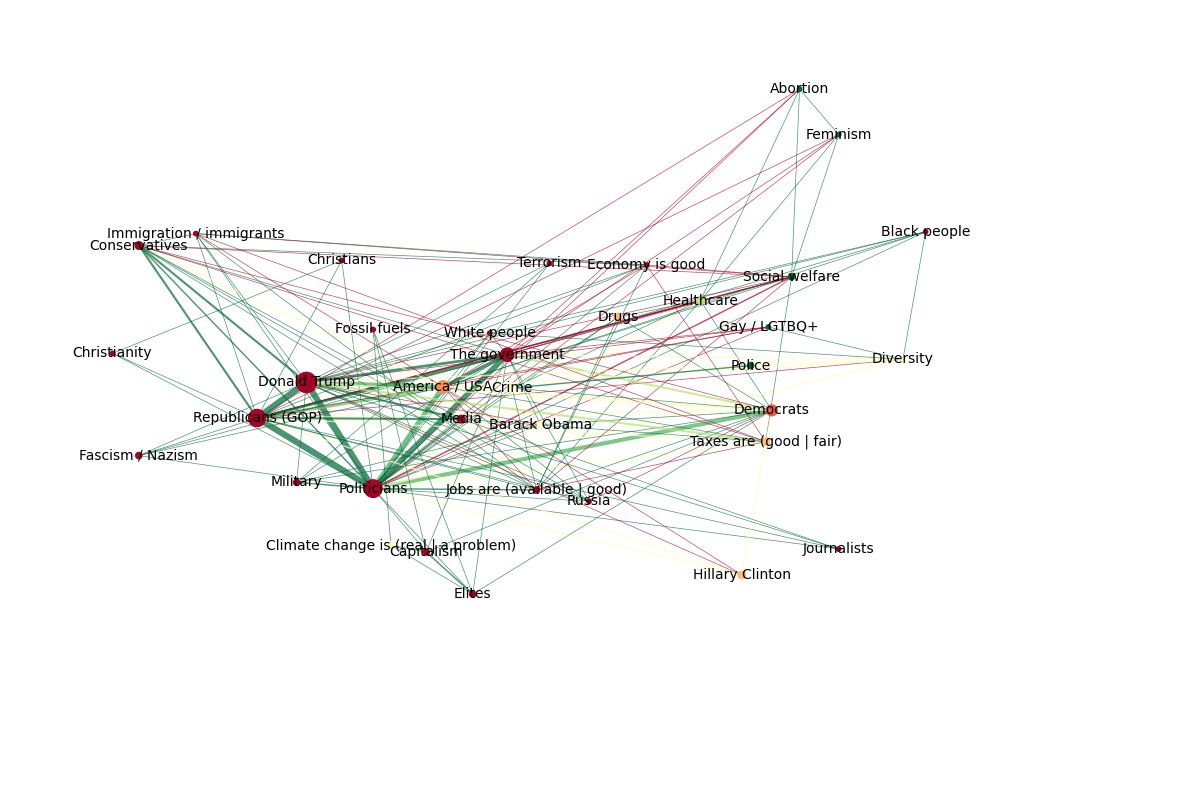 Abortion
Feminism
Black people
Immigration / immigrants
Conservatives
Christians
Terrorism
Economy is good
Social welfare
Healthcare
Drugs
Gay / LGTBQ+
Fossil fuels
White people
Christianity
The government
Diversity
Police
Donald Trump
America / USA
Crime
Democrats
Republicans (GOP)
Media
Barack Obama
Taxes are (good | fair)
Fascism / Nazism
Military
Politicians
Jobs are (available | good)
Russia
Climate change is (real | a problem)
Capitalism
Journalists
Hillary Clinton
Elites